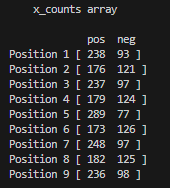 x_counts array
pos neg
Position 1 [ 238 93 ]
Position 2 [ 176 121 ]
Position 3 [ 237 97 ]
Position 4 [ 179 124 ]
Position 5 [ 289 77 ]
Position 6 [ 173 126 ]
Position 7 [ 248 97 ]
Position 8 [ 182 125 ]
Position 9 [ 236 98 ]